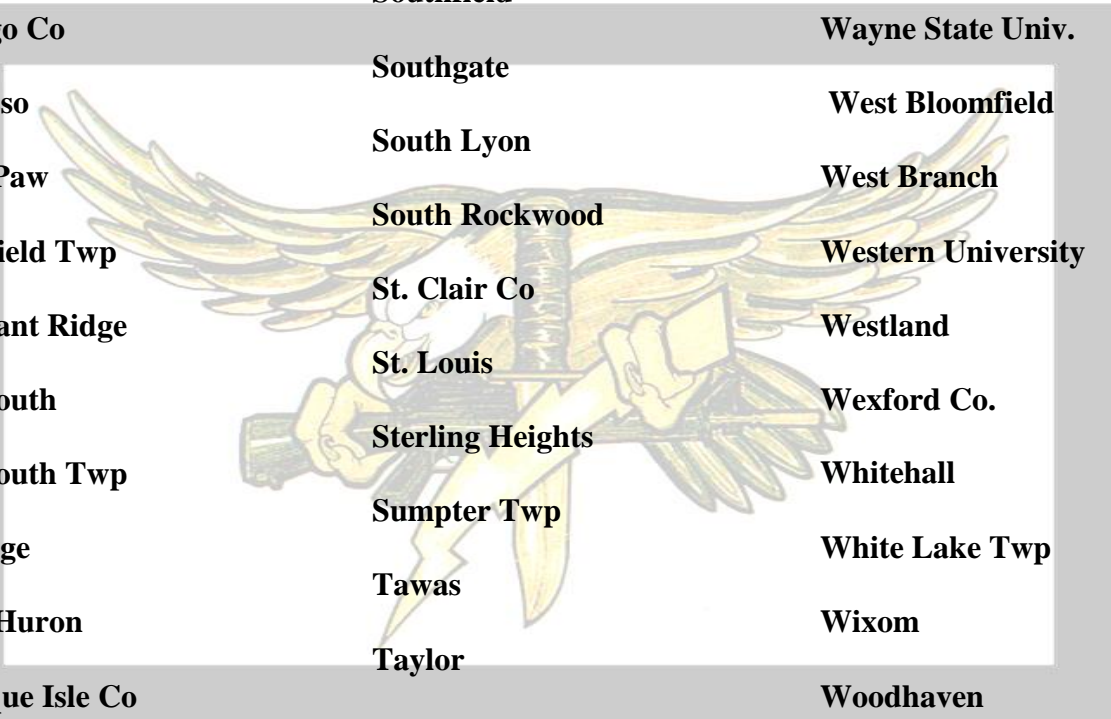 go Co
so
Paw
ield Twp
ant Ridge
outh
outh Twp
ge
Huron
ue Isle Co
Southfield
Southgate
South Lyon
South Rockwood
St. Clair Co
St. Louis
Sterling Heights
Sumpter Twp
Tawas
Taylor
Wayne State Univ.
West Bloomfield
West Branch
Western University
Westland
Wexford Co.
Whitehall
White Lake Twp
Wixom
Woodhaven